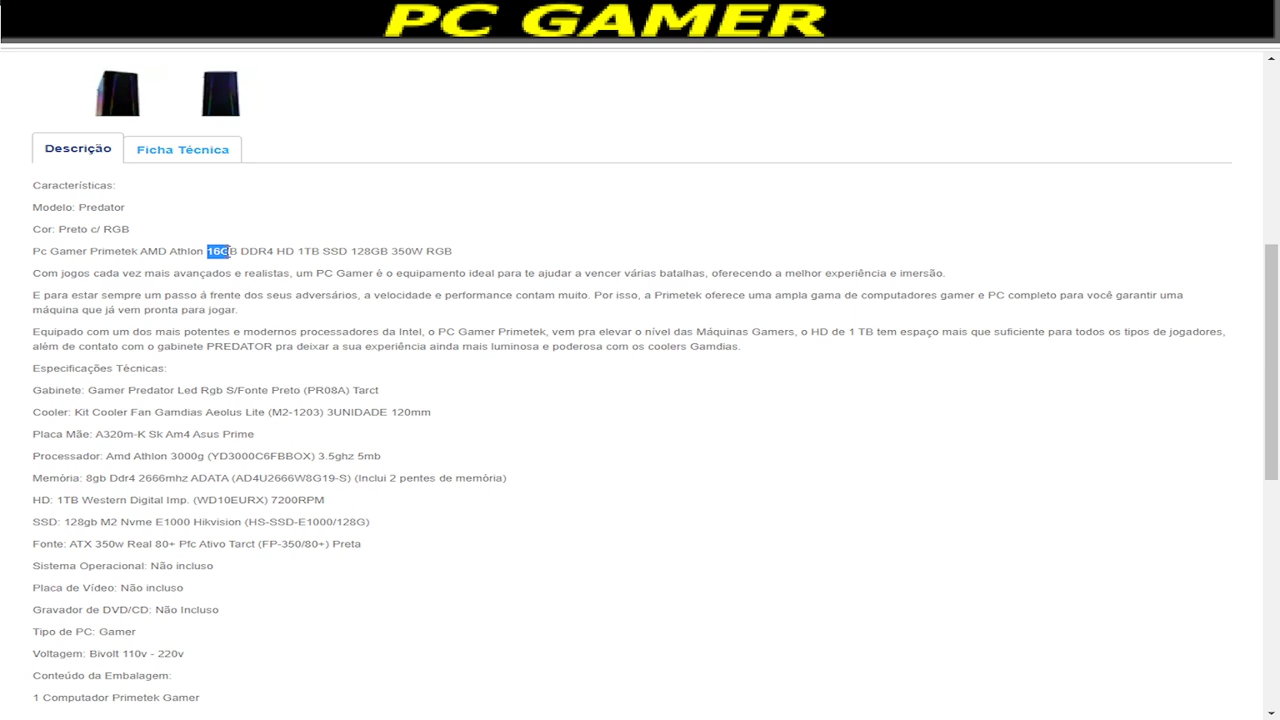 PC GAMER
Descrição
Ficha Técnica
Características:
Modelo: Predator
Cor: Preto c/ RGB
Pc Gamer Primetek AMD Athlon 16GB DDR4 HD 1TB SSD 128GB 350W RGB
Com jogos cada vez mais avançados e realistas, um PC Gamer é o equipamento ideal para te ajudar a vencer várias batalhas, oferecendo a melhor experiência e imersão.
E para estar sempre um passo á frente dos seus adversários, a velocidade e performance contam muito. Por isso, a Primetek oferece uma ampla gama de computadores gamer e PC completo para você garantir uma
máquina que já vem pronta para jogar.
Equipado com um dos mais potentes e modernos processadores da Intel, o PC Gamer Primetek, vem pra elevar o nível das Máquinas Gamers, o HD de 1 TB tem espaço mais que suficiente para todos os tipos de jogadores,
além de contato com o gabinete PREDATOR pra deixar a sua experiência ainda mais luminosa e poderosa com os coolers Gamdias.
Especificações Técnicas:
Gabinete: Gamer Predator Led Rgb S/Fonte Preto (PR08A) Tarct
Cooler: Kit Cooler Fan Gamdias Aeolus Lite (M2-1203) 3UNIDADE 120mm
Placa Mãe: A320m-K Sk Am4 Asus Prime
Processador: Amd Athlon 3000g (YD3000C6FBBOX) 3.5ghz 5mb
Memória: 8gb Ddr4 2666mhz ADATA (AD4U2666W8G19-S) (Inclui 2 pentes de memória)
HD: 1TB Western Digital Imp. (WD10EURX) 7200RPM
SSD: 128gb M2 Nvme E1000 Hikvision (HS-SSD-E1000/128G)
Fonte: ATX 350w Real 80+ Pfc Ativo Tarct (FP-350/80+) Preta
Sistema Operacional: Não incluso
Placa de Vídeo: Não incluso
Gravador de DVD/CD: Não Incluso
Tipo de PC: Gamer
Voltagem: Bivolt 110v - 220v
Conteúdo da Embalagem:
1 Computador Primetek Gamer